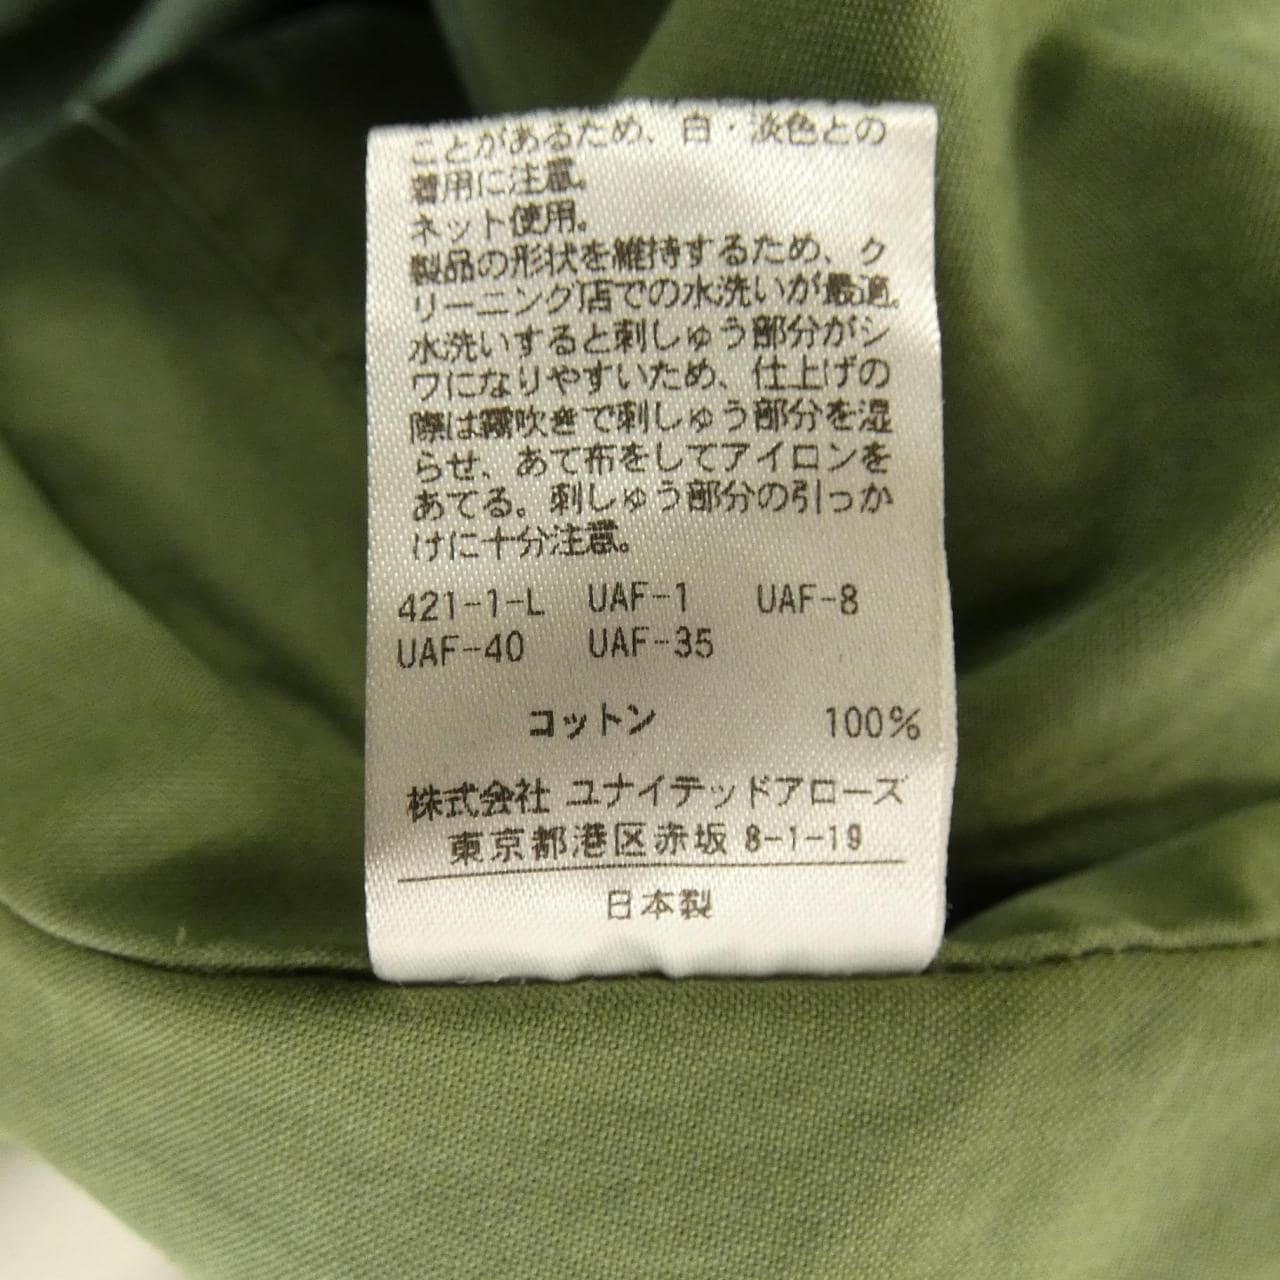 ことがあるため、白・淡色との
着用に注意。
ネット使用。
製品の形状を維持するため、ク
リーニング店での水洗いが最適。
水洗いすると刺しゅう部分がシ
ワになりやすいため、仕上げの
際は霧吹きで刺しゅう部分を湿
らせ、あて布をしてアイロンを
あてる。刺しゅう部分の引っか
けに十分注意。
421-1-L UAF-1 UAF-8
UAF-40 UAF-35
コットン 100%
株式会社 ユナイテッドアローズ
東京都港区赤坂 8-1-19
日本製